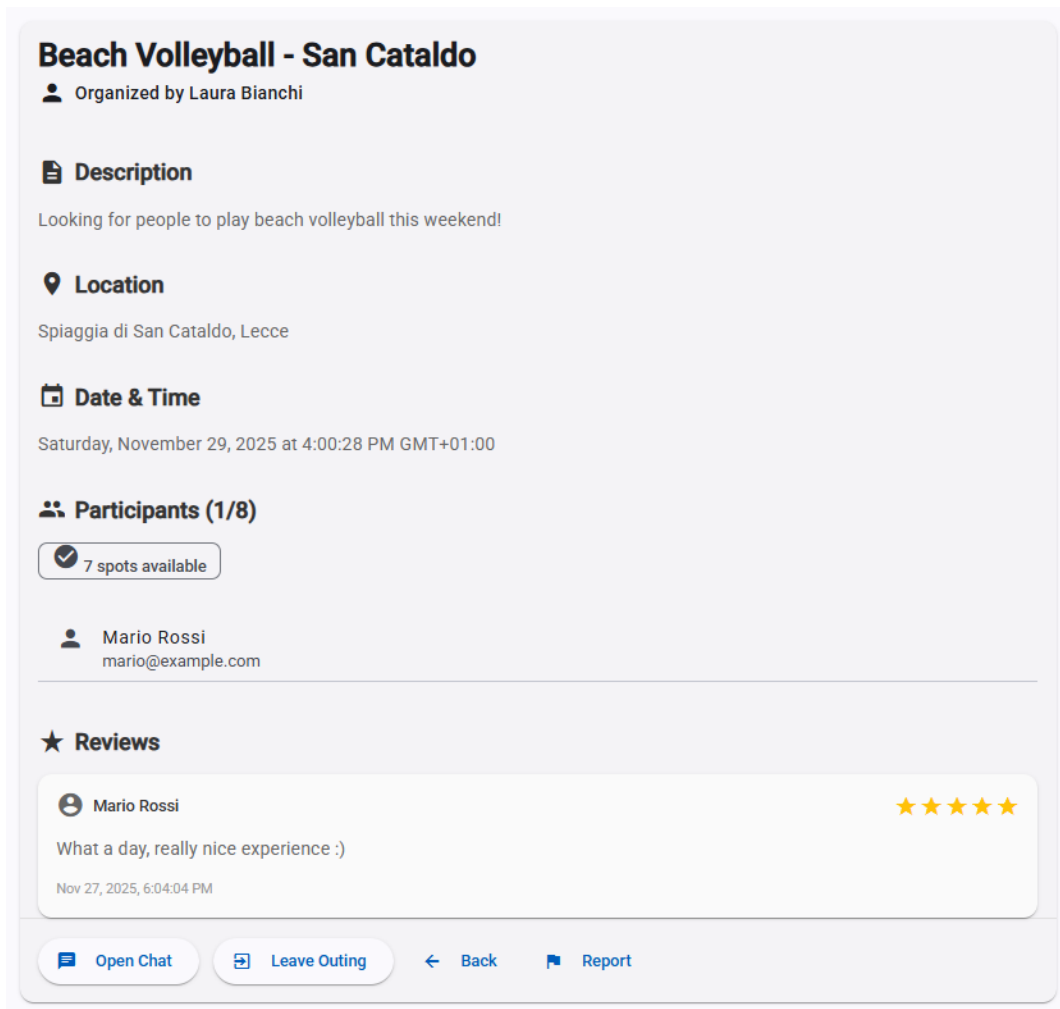 Beach Volleyball - San Cataldo
Organized by Laura Bianchi
Description
Looking for people to play beach volleyball this weekend!
Location
Spiaggia di San Cataldo, Lecce
Date & Time
Saturday, November 29, 2025 at 4:00:28 PM GMT+01:00
Participants (1/8)
7 spots available
Mario Rossi
mario@example.com
Reviews
Mario Rossi
What a day, really nice experience :)
Nov 27, 2025, 6:04:04 PM
Open Chat Leave Outing Back Report